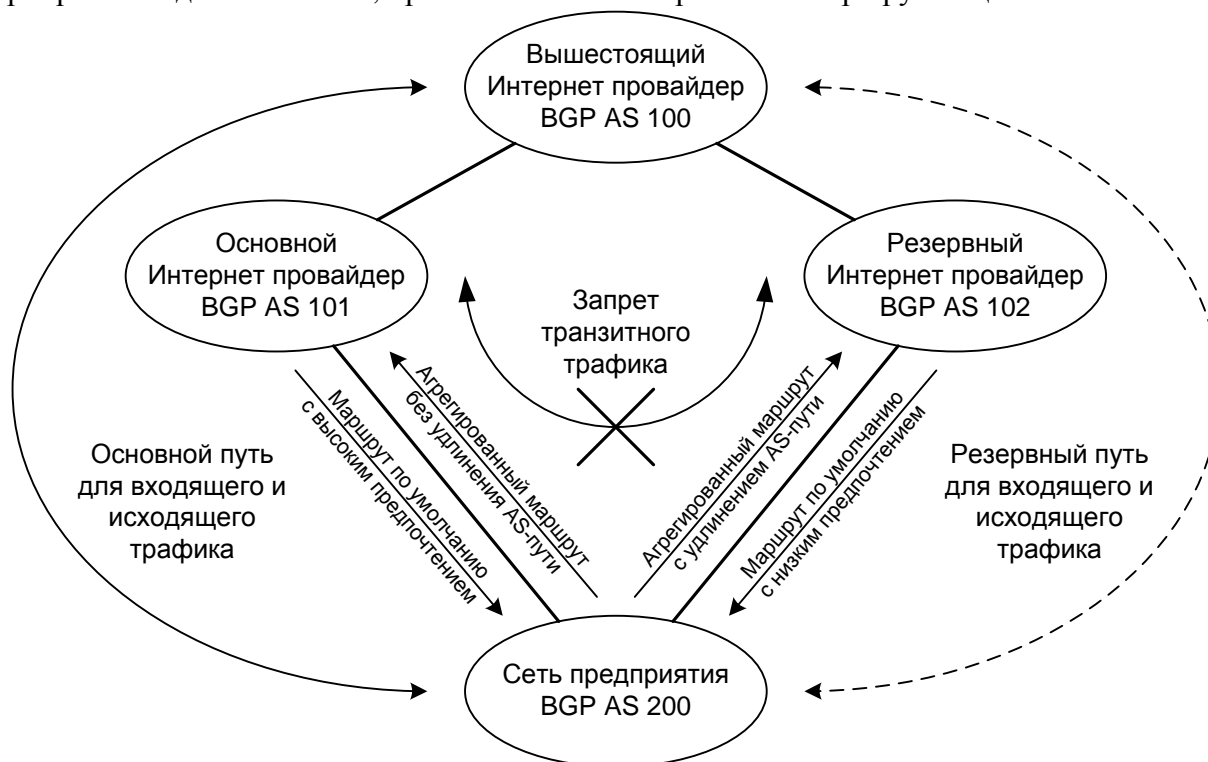 Вышестоящий
Интернет провайдер
BGP AS 100
Основной
Интернет провайдер
BGP AS 101
Резервный
Интернет провайдер
BGP AS 102
Запрет
транзитного
трафика
Маршрут по умолчанию
с высоким предпочтением
Агрегированный маршрут
без удлинения AS-пути
Агрегированный маршрут
с удлинением AS-пути
Маршрут по умолчанию
с низким предпочтением
Основной путь
для входящего и
исходящего
трафика
Резервный путь
для входящего и
исходящего
трафика
Сеть предприятия
BGP AS 200